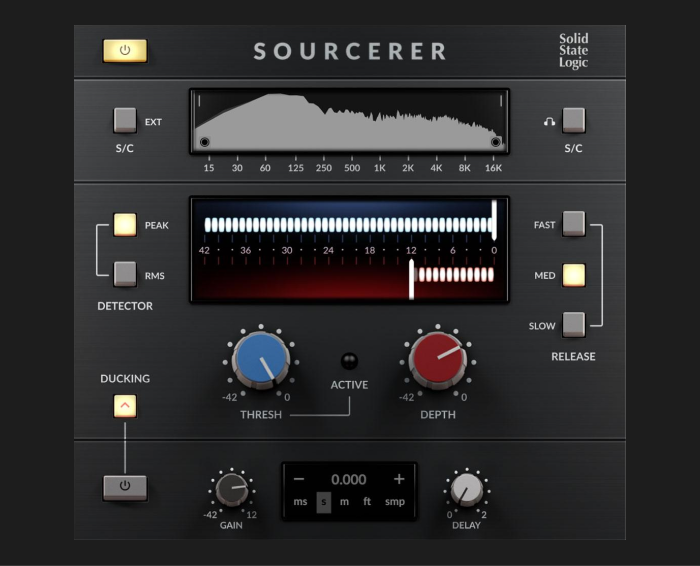 SOURCERER
Solid
State
Logic
EXT
S/C
S/C
15 30 60 125 250 500 1K 2K 4K 8K 16K
PEAK
RMS
DETECTOR
42 · 36 · 30 · 24 · 18 · 12 · 6 · 0
FAST
MED
SLOW
RELEASE
DUCKING
-42 0
THRESH
ACTIVE
-42 0
DEPTH
-42 12
GAIN
− 0.000 +
ms s m ft smp
0 2
DELAY